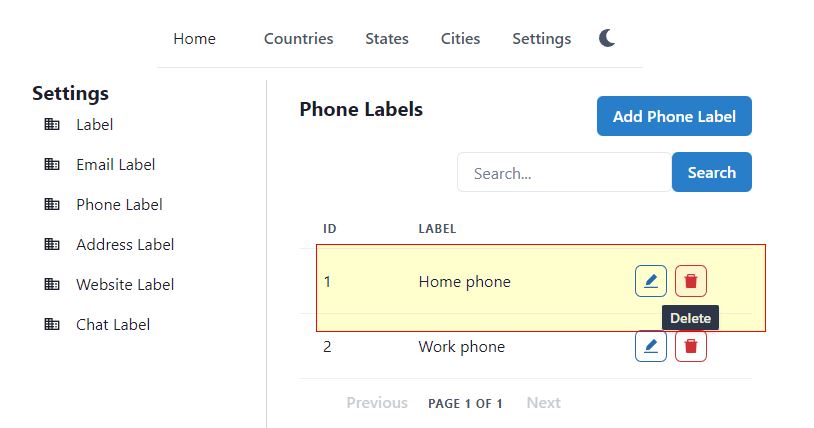 Home Countries States Cities Settings
Settings
Label
Email Label
Phone Label
Address Label
Website Label
Chat Label
Phone Labels
Add Phone Label
Search... Search
ID LABEL
1 Home phone
Delete
2 Work phone
Previous PAGE 1 OF 1 Next